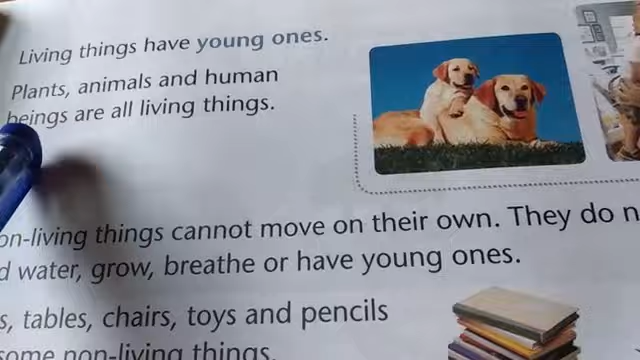 Living things have young ones.
Plants, animals and human
beings are all living things.
on-living things cannot move on their own. They do n
d water, grow, breathe or have young ones.
s, tables, chairs, toys and pencils
some non-living things.